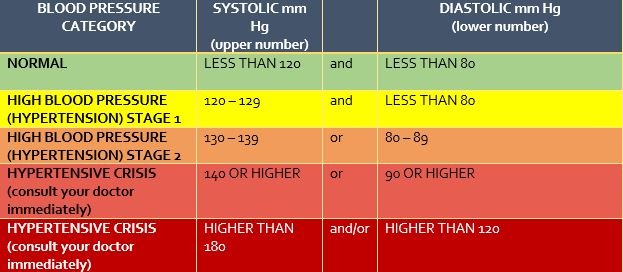 BLOOD PRESSURE SYSTOLIC mm DIASTOLIC mm Hg
CATEGORY Hg (lower number)
(upper number)
NORMAL LESS THAN 120 and LESS THAN 80
HIGH BLOOD PRESSURE 120 – 129 and LESS THAN 80
(HYPERTENSION) STAGE 1
HIGH BLOOD PRESSURE 130 – 139 or 80 – 89
(HYPERTENSION) STAGE 2
HYPERTENSIVE CRISIS 140 OR HIGHER or 90 OR HIGHER
(consult your doctor
immediately)
HYPERTENSIVE CRISIS HIGHER THAN and/or HIGHER THAN 120
(consult your doctor 180
immediately)